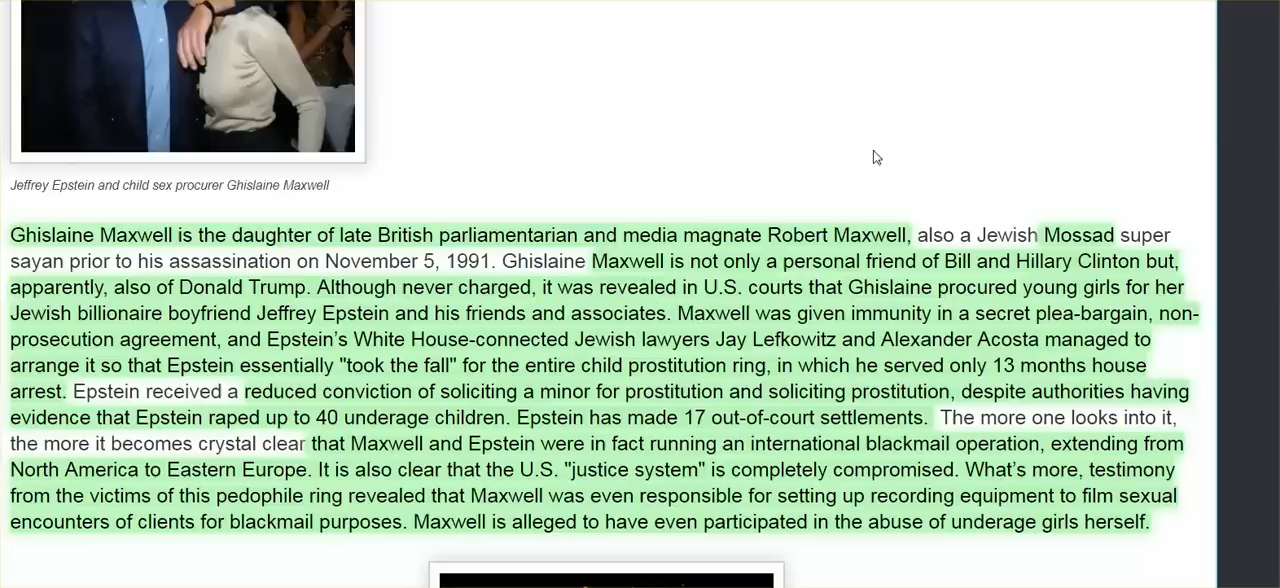 Jeffrey Epstein and child sex procurer Ghislaine Maxwell
Ghislaine Maxwell is the daughter of late British parliamentarian and media magnate Robert Maxwell, also a Jewish Mossad super
sayan prior to his assassination on November 5, 1991. Ghislaine Maxwell is not only a personal friend of Bill and Hillary Clinton but,
apparently, also of Donald Trump. Although never charged, it was revealed in U.S. courts that Ghislaine procured young girls for her
Jewish billionaire boyfriend Jeffrey Epstein and his friends and associates. Maxwell was given immunity in a secret plea-bargain, non-
prosecution agreement, and Epstein’s White House-connected Jewish lawyers Jay Lefkowitz and Alexander Acosta managed to
arrange it so that Epstein essentially "took the fall" for the entire child prostitution ring, in which he served only 13 months house
arrest. Epstein received a reduced conviction of soliciting a minor for prostitution and soliciting prostitution, despite authorities having
evidence that Epstein raped up to 40 underage children. Epstein has made 17 out-of-court settlements. The more one looks into it,
the more it becomes crystal clear that Maxwell and Epstein were in fact running an international blackmail operation, extending from
North America to Eastern Europe. It is also clear that the U.S. "justice system" is completely compromised. What’s more, testimony
from the victims of this pedophile ring revealed that Maxwell was even responsible for setting up recording equipment to film sexual
encounters of clients for blackmail purposes. Maxwell is alleged to have even participated in the abuse of underage girls herself.